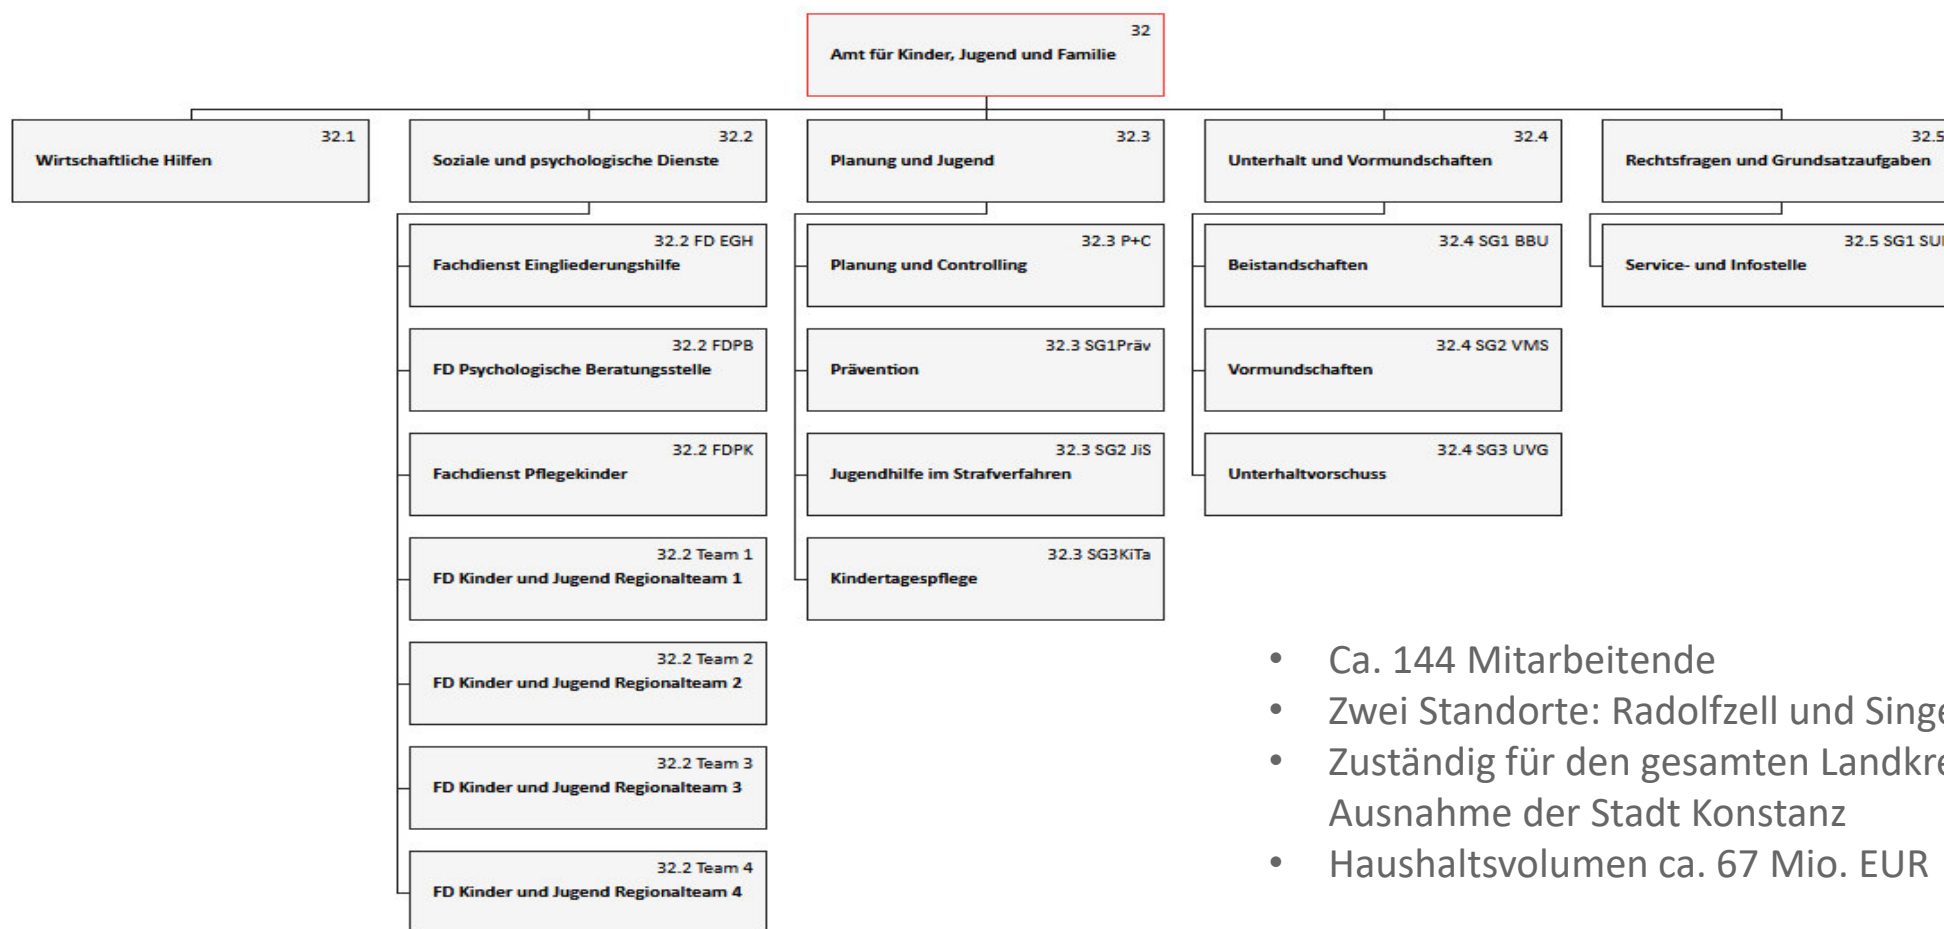 32
Amt für Kinder, Jugend und Familie
32.1
Wirtschaftliche Hilfen
32.2
Soziale und psychologische Dienste
32.2 FD EGH
Fachdienst Eingliederungshilfe
32.2 FDPB
FD Psychologische Beratungsstelle
32.2 FDPK
Fachdienst Pflegekinder
32.2 Team 1
FD Kinder und Jugend Regionalteam 1
32.2 Team 2
FD Kinder und Jugend Regionalteam 2
32.2 Team 3
FD Kinder und Jugend Regionalteam 3
32.2 Team 4
FD Kinder und Jugend Regionalteam 4
32.3
Planung und Jugend
32.3 P+C
Planung und Controlling
32.3 SG1Präv
Prävention
32.3 SG2 JiS
Jugendhilfe im Strafverfahren
32.3 SG3KiTa
Kindertagespflege
32.4
Unterhalt und Vormundschaften
32.4 SG1 BBU
Beistandschaften
32.4 SG2 VMS
Vormundschaften
32.4 SG3 UVG
Unterhaltvorschuss
32.5
Rechtsfragen und Grundsatzaufgaben
32.5 SG1
Service- und Infostelle
• Ca. 144 Mitarbeitende
• Zwei Standorte: Radolfzell und
• Zuständig für den gesamten
Ausnahme der Stadt Konstanz
• Haushaltsvolumen ca. 67 Mio. EUR